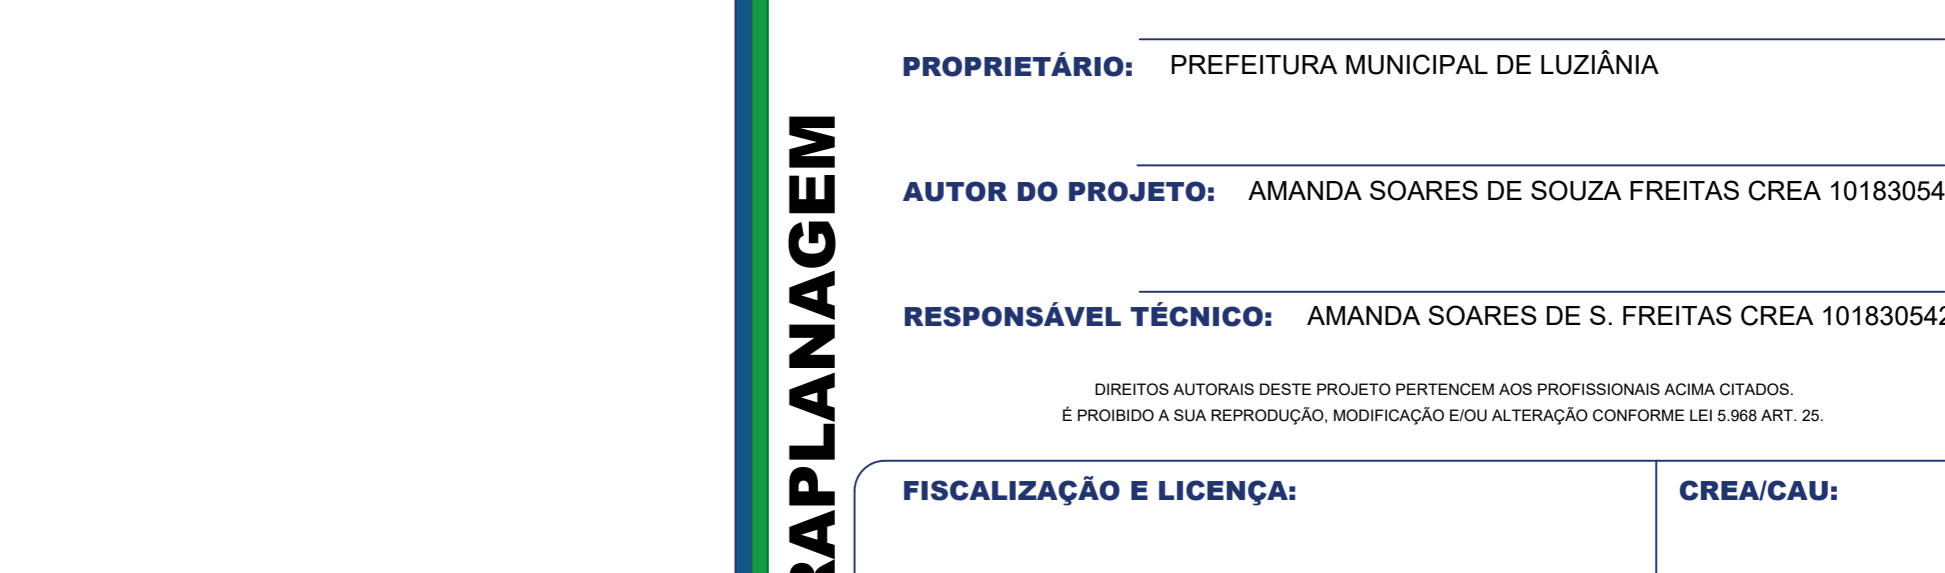 PROPRIETÁRIO: PREFEITURA MUNICIPAL DE LUZIÂNIA
AUTOR DO PROJETO: AMANDA SOARES DE SOUZA FREITAS CREA 10183054
RESPONSÁVEL TÉCNICO: AMANDA SOARES DE S. FREITAS CREA 101830542
DIREITOS AUTORAIS DESTE PROJETO PERTENCEM AOS PROFISSIONAIS ACIMA CITADOS.
É PROIBIDO A SUA REPRODUÇÃO, MODIFICAÇÃO E/OU ALTERAÇÃO CONFORME LEI 5.968 ART. 25.
FISCALIZAÇÃO E LICENÇA:
CREA/CAU:
RAPLANAGEM